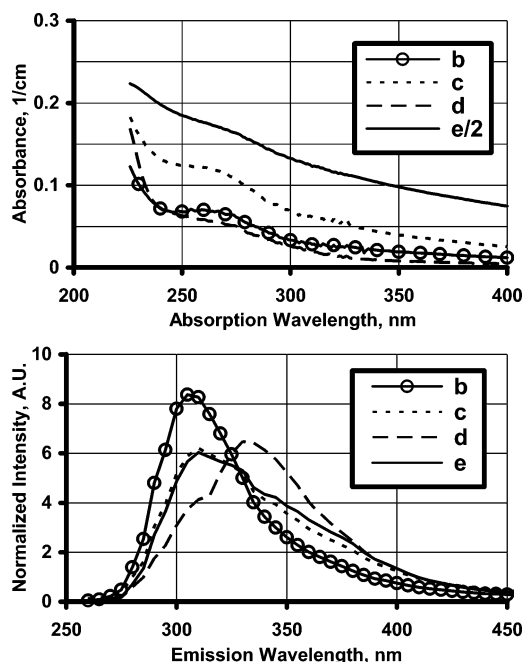 0.3
0.2
0.1
0
Absorbance, 1/cm
b
c
d
e/2
200
250
300
350
400
Absorption Wavelength, nm
10
8
6
4
2
0
Normalized Intensity, A.U.
b
c
d
e
250
300
350
400
450
Emission Wavelength, nm